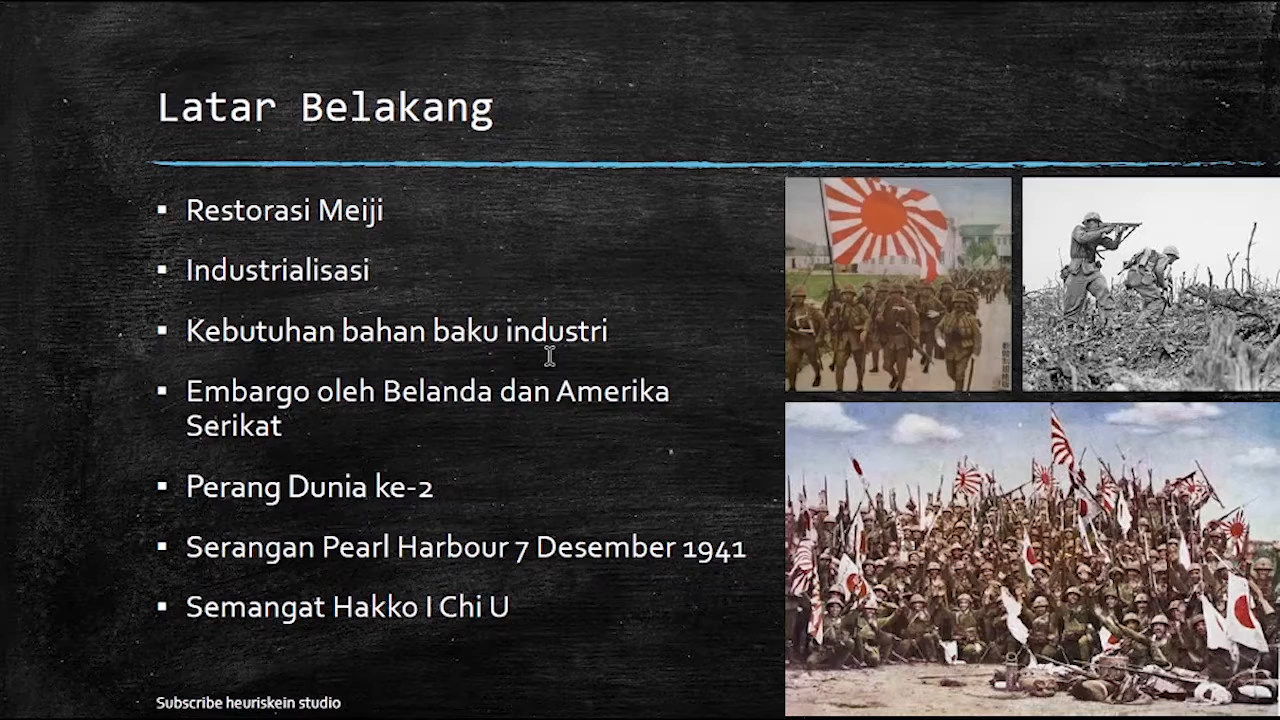 Latar Belakang
▪ Restorasi Meiji
▪ Industrialisasi
▪ Kebutuhan bahan baku industri
▪ Embargo oleh Belanda dan Amerika
Serikat
▪ Perang Dunia ke-2
▪ Serangan Pearl Harbour 7 Desember 1941
▪ Semangat Hakko I Chi U
Subscribe heuriskein studio